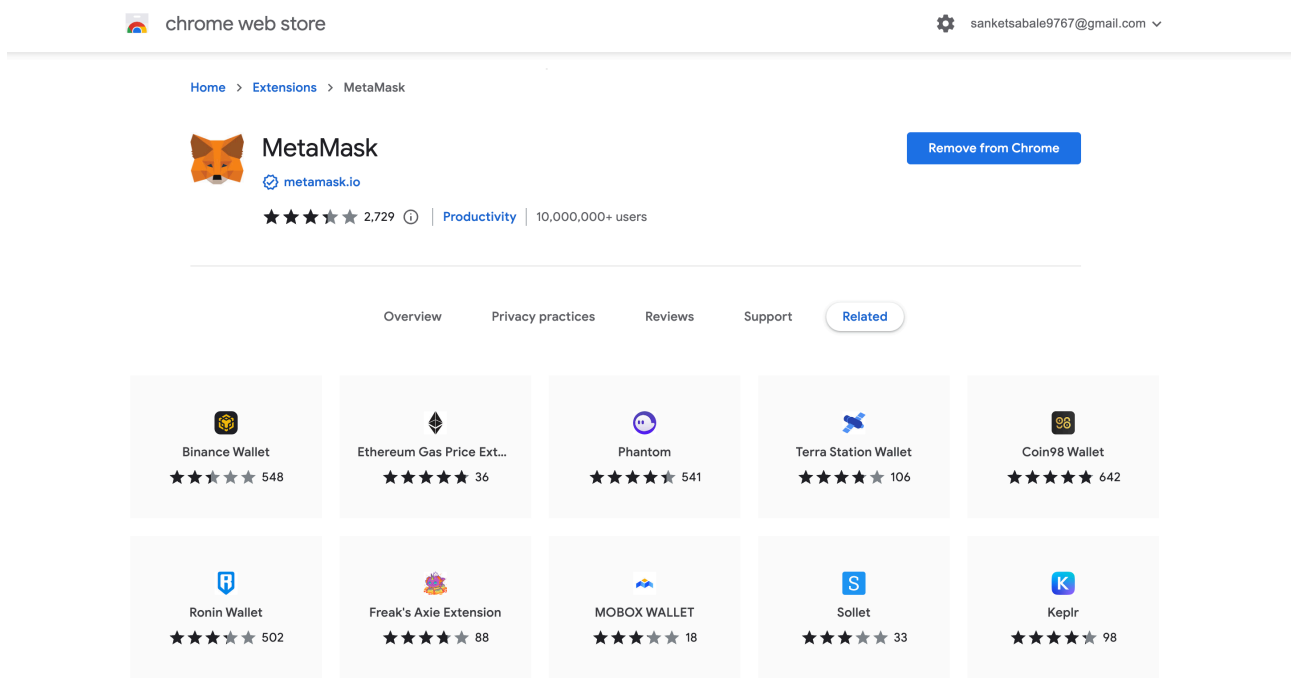 chrome web store
sanketsabale9767@gmail.com
Home > Extensions > MetaMask
MetaMask
Remove from Chrome
metamask.io
2,729 Productivity 10,000,000+ users
Overview Privacy practices Reviews Support Related
Binance Wallet Ethereum Gas Price Ext... Phantom Terra Station Wallet Coin98 Wallet
548 36 541 106 642
Ronin Wallet Freak's Axie Extension MOBOX WALLET Sollet Keplr
502 88 18 33 98